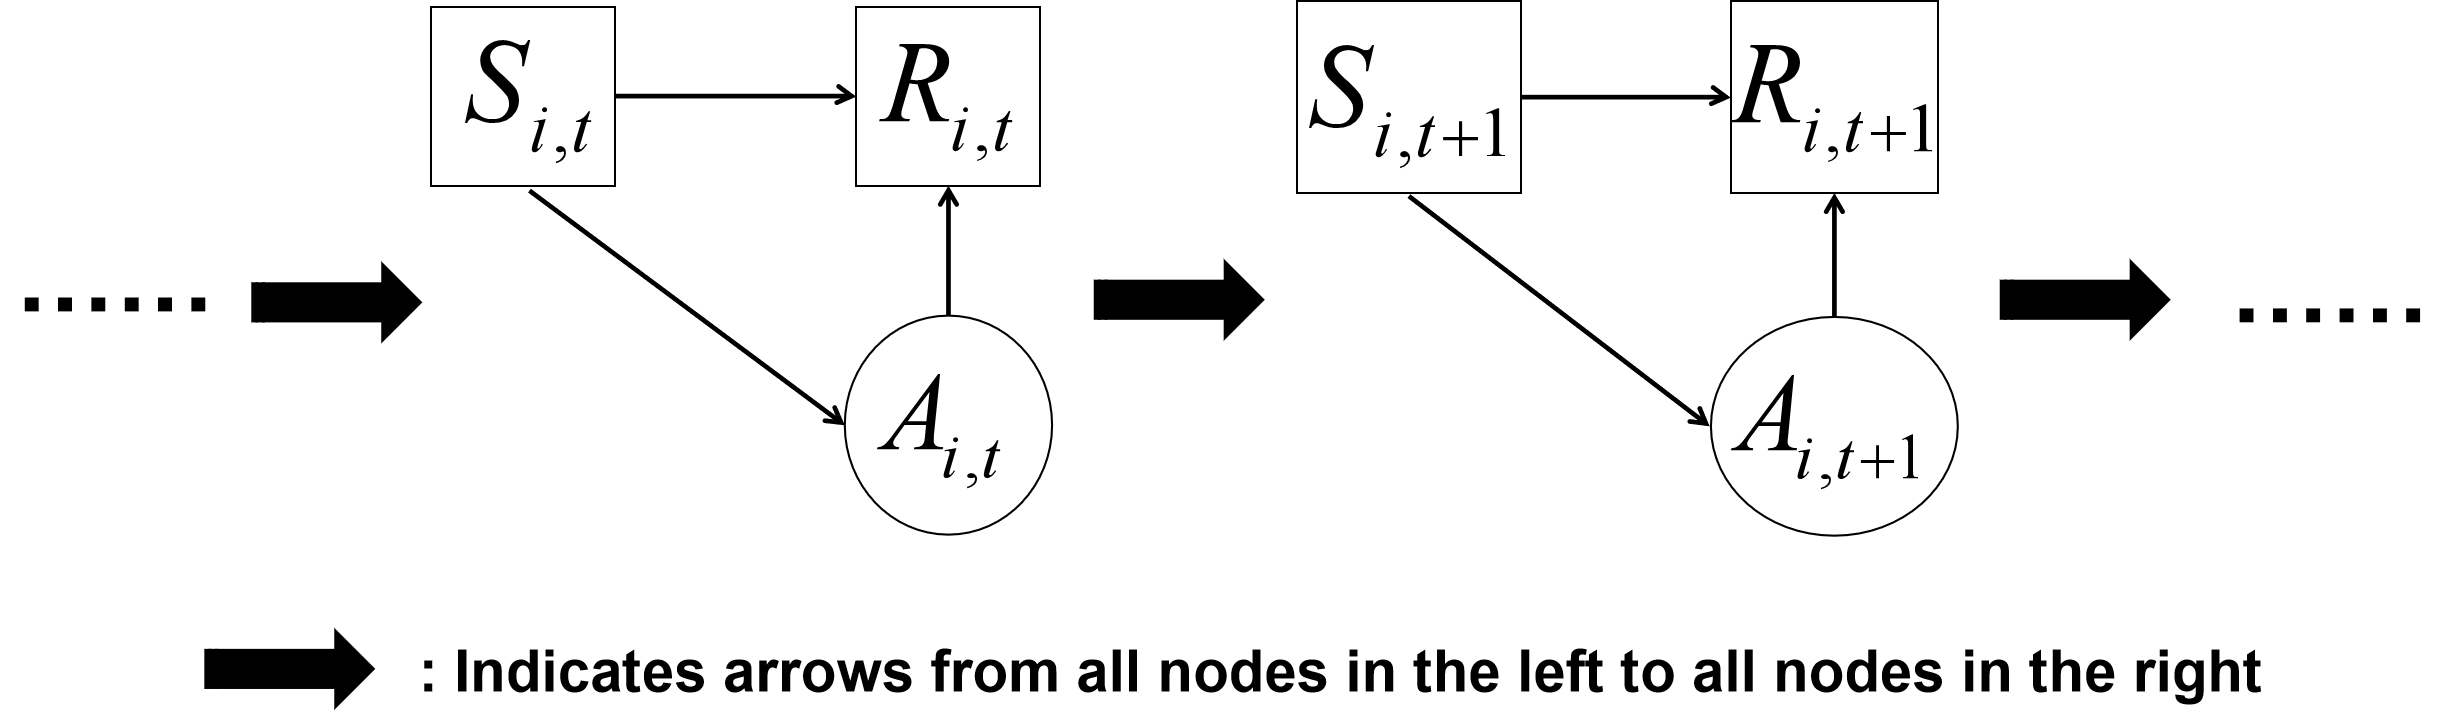 S_{i,t} R_{i,t} S_{i,t+1} R_{i,t+1}
...... ......
A_{i,t} A_{i,t+1}
: Indicates arrows from all nodes in the left to all nodes in the right